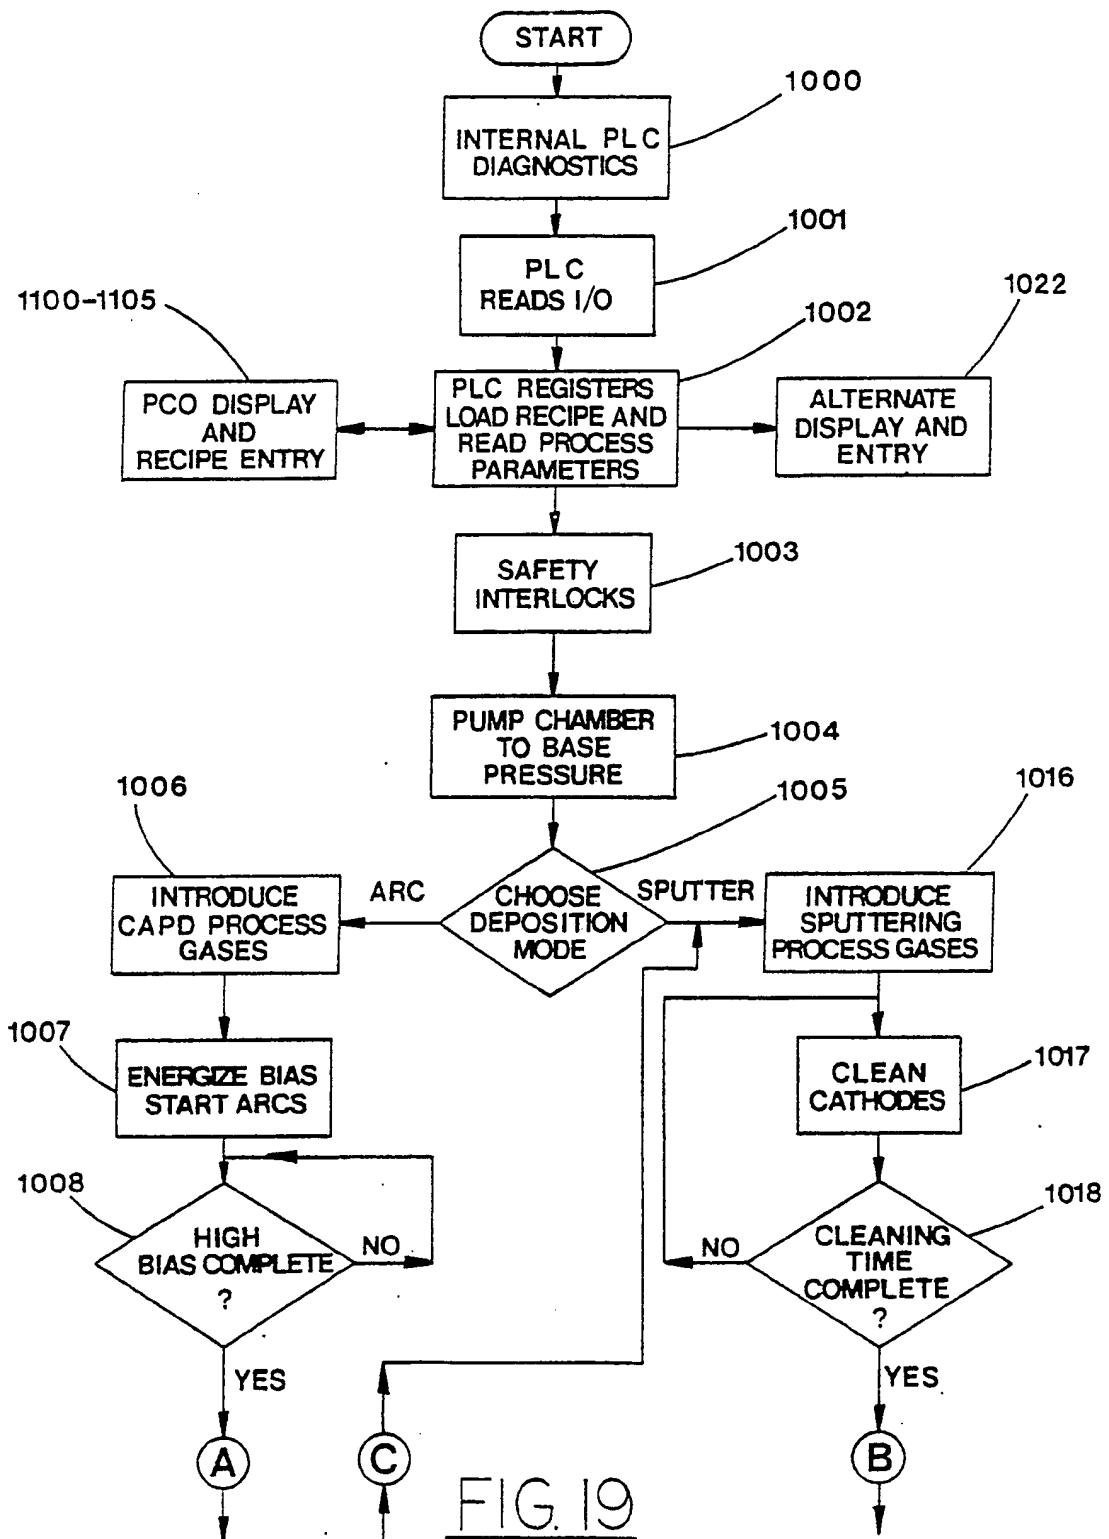 START
1000
INTERNAL PLC
DIAGNOSTICS
1001
PLC
READS I/O
1100-1105
1002
1022
PCO DISPLAY
AND
RECIPE ENTRY
PLC REGISTERS
LOAD RECIPE AND
READ PROCESS
PARAMETERS
ALTERNATE
DISPLAY AND
ENTRY
1003
SAFETY
INTERLOCKS
1004
PUMP CHAMBER
TO BASE
PRESSURE
1006
1005
1016
INTRODUCE
CAPD PROCESS
GASES
ARC
CHOOSE
DEPOSITION
MODE
SPUTTER
INTRODUCE
SPUTTERING
PROCESS GASES
1007
ENERGIZE BIAS
START ARCS
1017
CLEAN
CATHODES
1008
HIGH
BIAS COMPLETE
?
NO
1018
NO
CLEANING
TIME
COMPLETE
?
YES
YES
A
C
B
FIG. 19